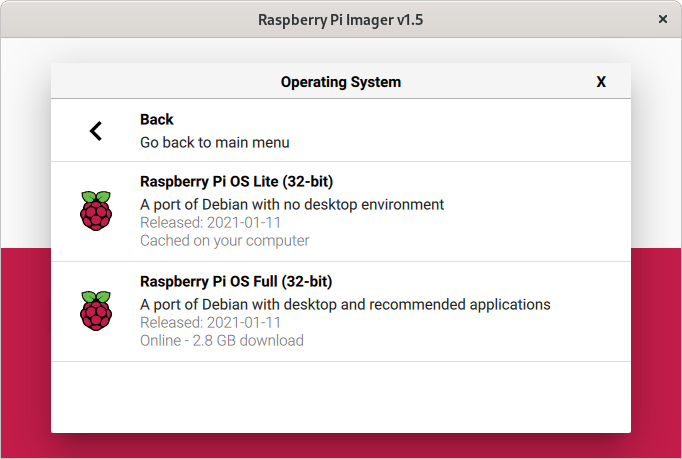 Raspberry Pi Imager v1.5
Operating System X
Back
Go back to main menu
Raspberry Pi OS Lite (32-bit)
A port of Debian with no desktop environment
Released: 2021-01-11
Cached on your computer
Raspberry Pi OS Full (32-bit)
A port of Debian with desktop and recommended applications
Released: 2021-01-11
Online - 2.8 GB download